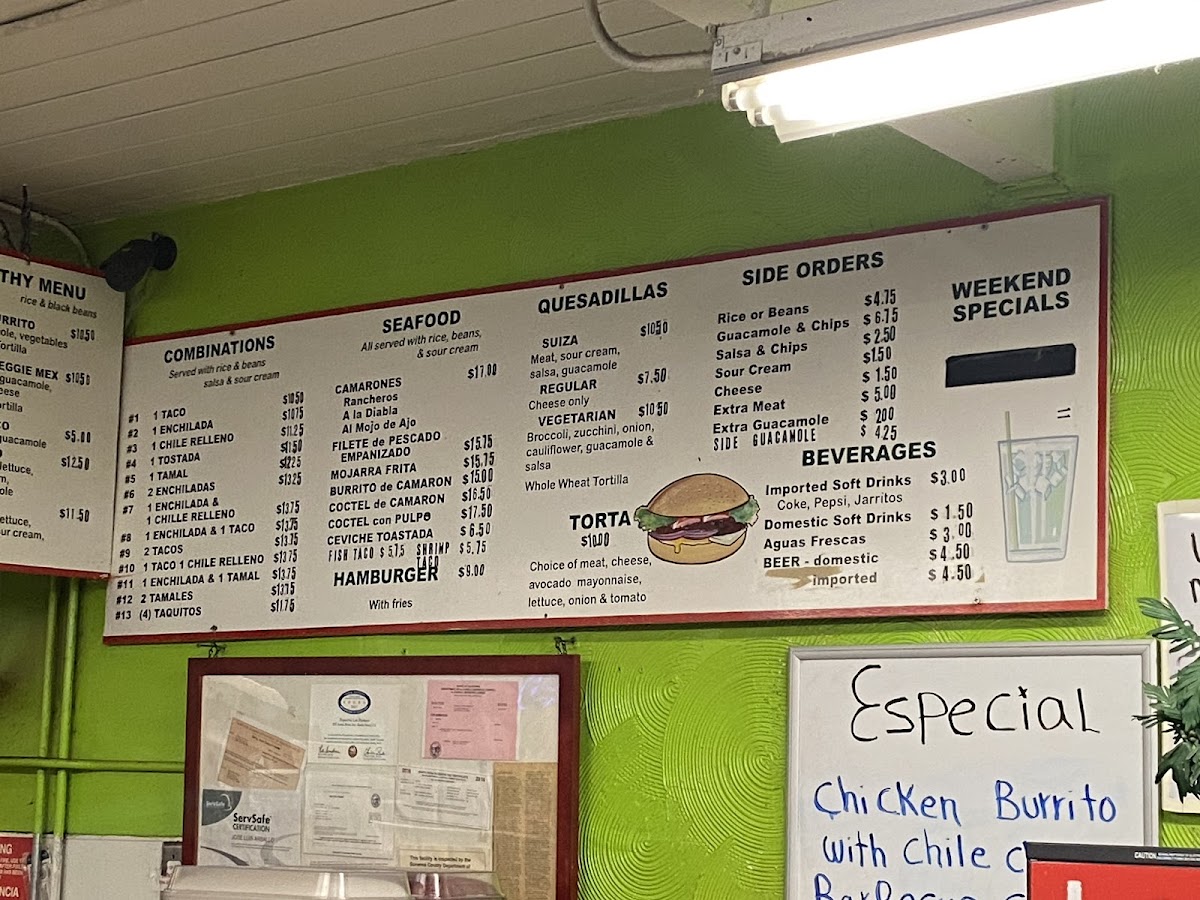 THY MENU
rice & black beans
URRITO $10.50
ole, vegetables
ortilla
EGGIE MEX $10.50
guacamole,
eese
ortilla
CO $5.00
guacamole
$12.50
lettuce,
ole
$11.50
ettuce,
our cream,
COMBINATIONS
Served with rice & beans
salsa & sour cream
#1 1 TACO $10.50
#2 1 ENCHILADA $10.75
#3 1 CHILE RELLENO $11.25
#4 1 TOSTADA $11.50
#5 1 TAMAL $12.25
#6 2 ENCHILADAS $13.25
#7 1 ENCHILADA &
1 CHILLE RELLENO $13.75
#8 1 ENCHILADA & 1 TACO $13.75
#9 2 TACOS $13.75
#10 1 TACO 1 CHILE RELLENO $13.75
#11 1 ENCHILADA & 1 TAMAL $13.75
#12 2 TAMALES $13.75
#13 (4) TAQUITOS $11.75
SEAFOOD
All served with rice, beans,
& sour cream
CAMARONES $17.00
Rancheros
A la Diabla
Al Mojo de Ajo
FILETE de PESCADO
EMPANIZADO $15.75
MOJARRA FRITA $15.75
BURRITO de CAMARON $15.00
COCTEL de CAMARON $16.50
COCTEL con PULPO $17.50
CEVICHE TOASTADA $6.50
FISH TACO $5.75 SHRIMP TACO $5.75
HAMBURGER $9.00
With fries
QUESADILLAS
SUIZA $10.50
Meat, sour cream,
salsa, guacamole
REGULAR $7.50
Cheese only
VEGETARIAN $10.50
Broccoli, zucchini, onion,
cauliflower, guacamole &
salsa
Whole Wheat Tortilla
TORTA
$10.00
Choice of meat, cheese,
avocado mayonnaise,
lettuce, onion & tomato
SIDE ORDERS
Rice or Beans $4.75
Guacamole & Chips $6.75
Salsa & Chips $2.50
Sour Cream $1.50
Cheese $1.50
Extra Meat $5.00
Extra Guacamole $2.00
SIDE GUACAMOLE $4.25
BEVERAGES
Imported Soft Drinks $3.00
Coke, Pepsi, Jarritos
Domestic Soft Drinks $1.50
Aguas Frescas $3.00
BEER - domestic $4.50
imported $4.50
WEEKEND
SPECIALS
ServSafe
CERTIFICATION
Especial
Chicken Burrito
with Chile
CAUTION
NCIA